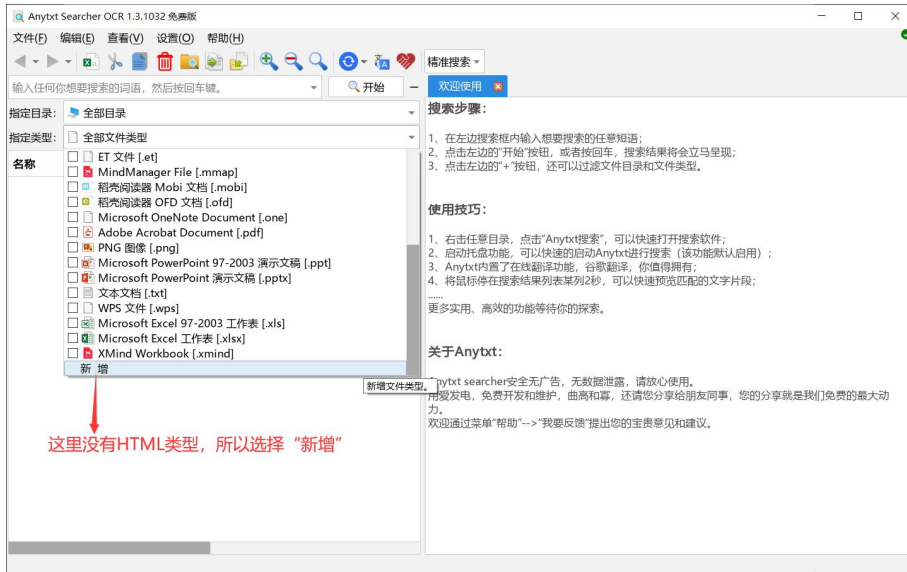 Anytxt Searcher OCR 1.3.1032 免费版
文件(F) 编辑(E) 查看(V) 设置(O) 帮助(H)
精准搜索
输入任何你想要搜索的词语，然后按回车键。
开始
欢迎使用
指定目录：
全部目录
指定类型：
全部文件类型
名称
ET 文件 [.et]
MindManager File [.mmap]
稻壳阅读器 Mobi 文档 [.mobi]
稻壳阅读器 OFD 文档 [.ofd]
Microsoft OneNote Document [.one]
Adobe Acrobat Document [.pdf]
PNG 图像 [.png]
Microsoft PowerPoint 97-2003 演示文稿 [.ppt]
Microsoft PowerPoint 演示文稿 [.pptx]
文本文档 [.txt]
WPS 文件 [.wps]
Microsoft Excel 97-2003 工作表 [.xls]
Microsoft Excel 工作表 [.xlsx]
XMind Workbook [.xmind]
新 增
新增文件类型。
这里没有HTML类型，所以选择“新增”
搜索步骤：
1、在左边搜索框内输入想要搜索的任意短语；
2、点击左边的“开始”按钮，或者按回车，搜索结果将会立马呈现；
3、点击左边的“+”按钮，还可以过滤文件目录和文件类型。
使用技巧：
1、右击任意目录，点击“Anytxt搜索”，可以快速打开搜索软件；
2、启动托盘功能，可以快速的启动Anytxt进行搜索（该功能默认启用）；
3、Anytxt内置了在线翻译功能，谷歌翻译，你值得拥有；
4、将鼠标停在搜索结果列表某列2秒，可以快速预览匹配的文字片段；
......
更多实用、高效的功能等待你的探索。
关于Anytxt：
Anytxt searcher安全无广告，无数据泄露，请放心使用。
用爱发电，免费开发和维护，曲高和寡，还请您分享给朋友同事，您的分享就是我们免费的最大动
力。
欢迎通过菜单“帮助”-->“我要反馈”提出您的宝贵意见和建议。